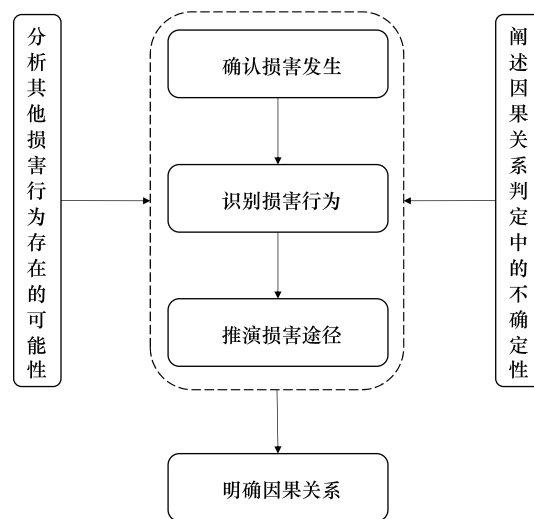 分析其他损害行为存在的可能性
确认损害发生
识别损害行为
推演损害途径
明确因果关系
阐述因果关系判定中的不确定性